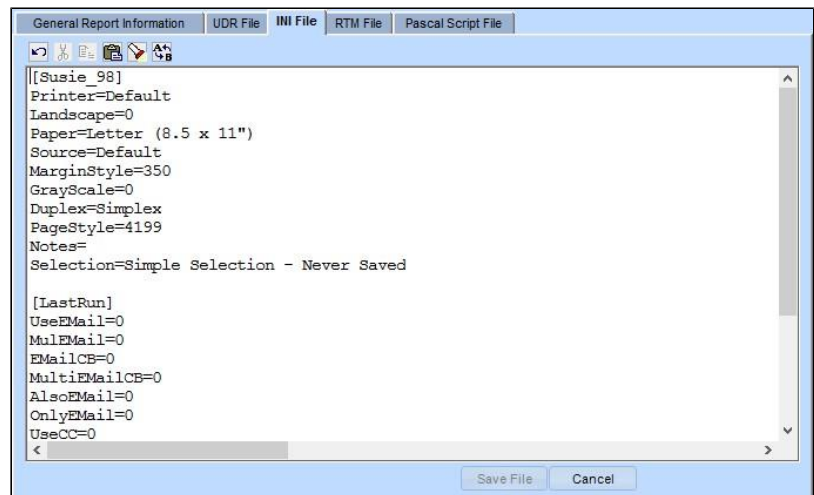 General Report Information UDR File INI File RTM File Pascal Script File
[Susie_98]
Printer=Default
Landscape=0
Paper=Letter (8.5 x 11")
Source=Default
MarginStyle=350
GrayScale=0
Duplex=Simplex
PageStyle=4199
Notes=
Selection=Simple Selection - Never Saved
[LastRun]
UseEMail=0
MulEMail=0
EMailCB=0
MultiEMailCB=0
AlsoEMail=0
OnlyEMail=0
UseCC=0
Save File Cancel